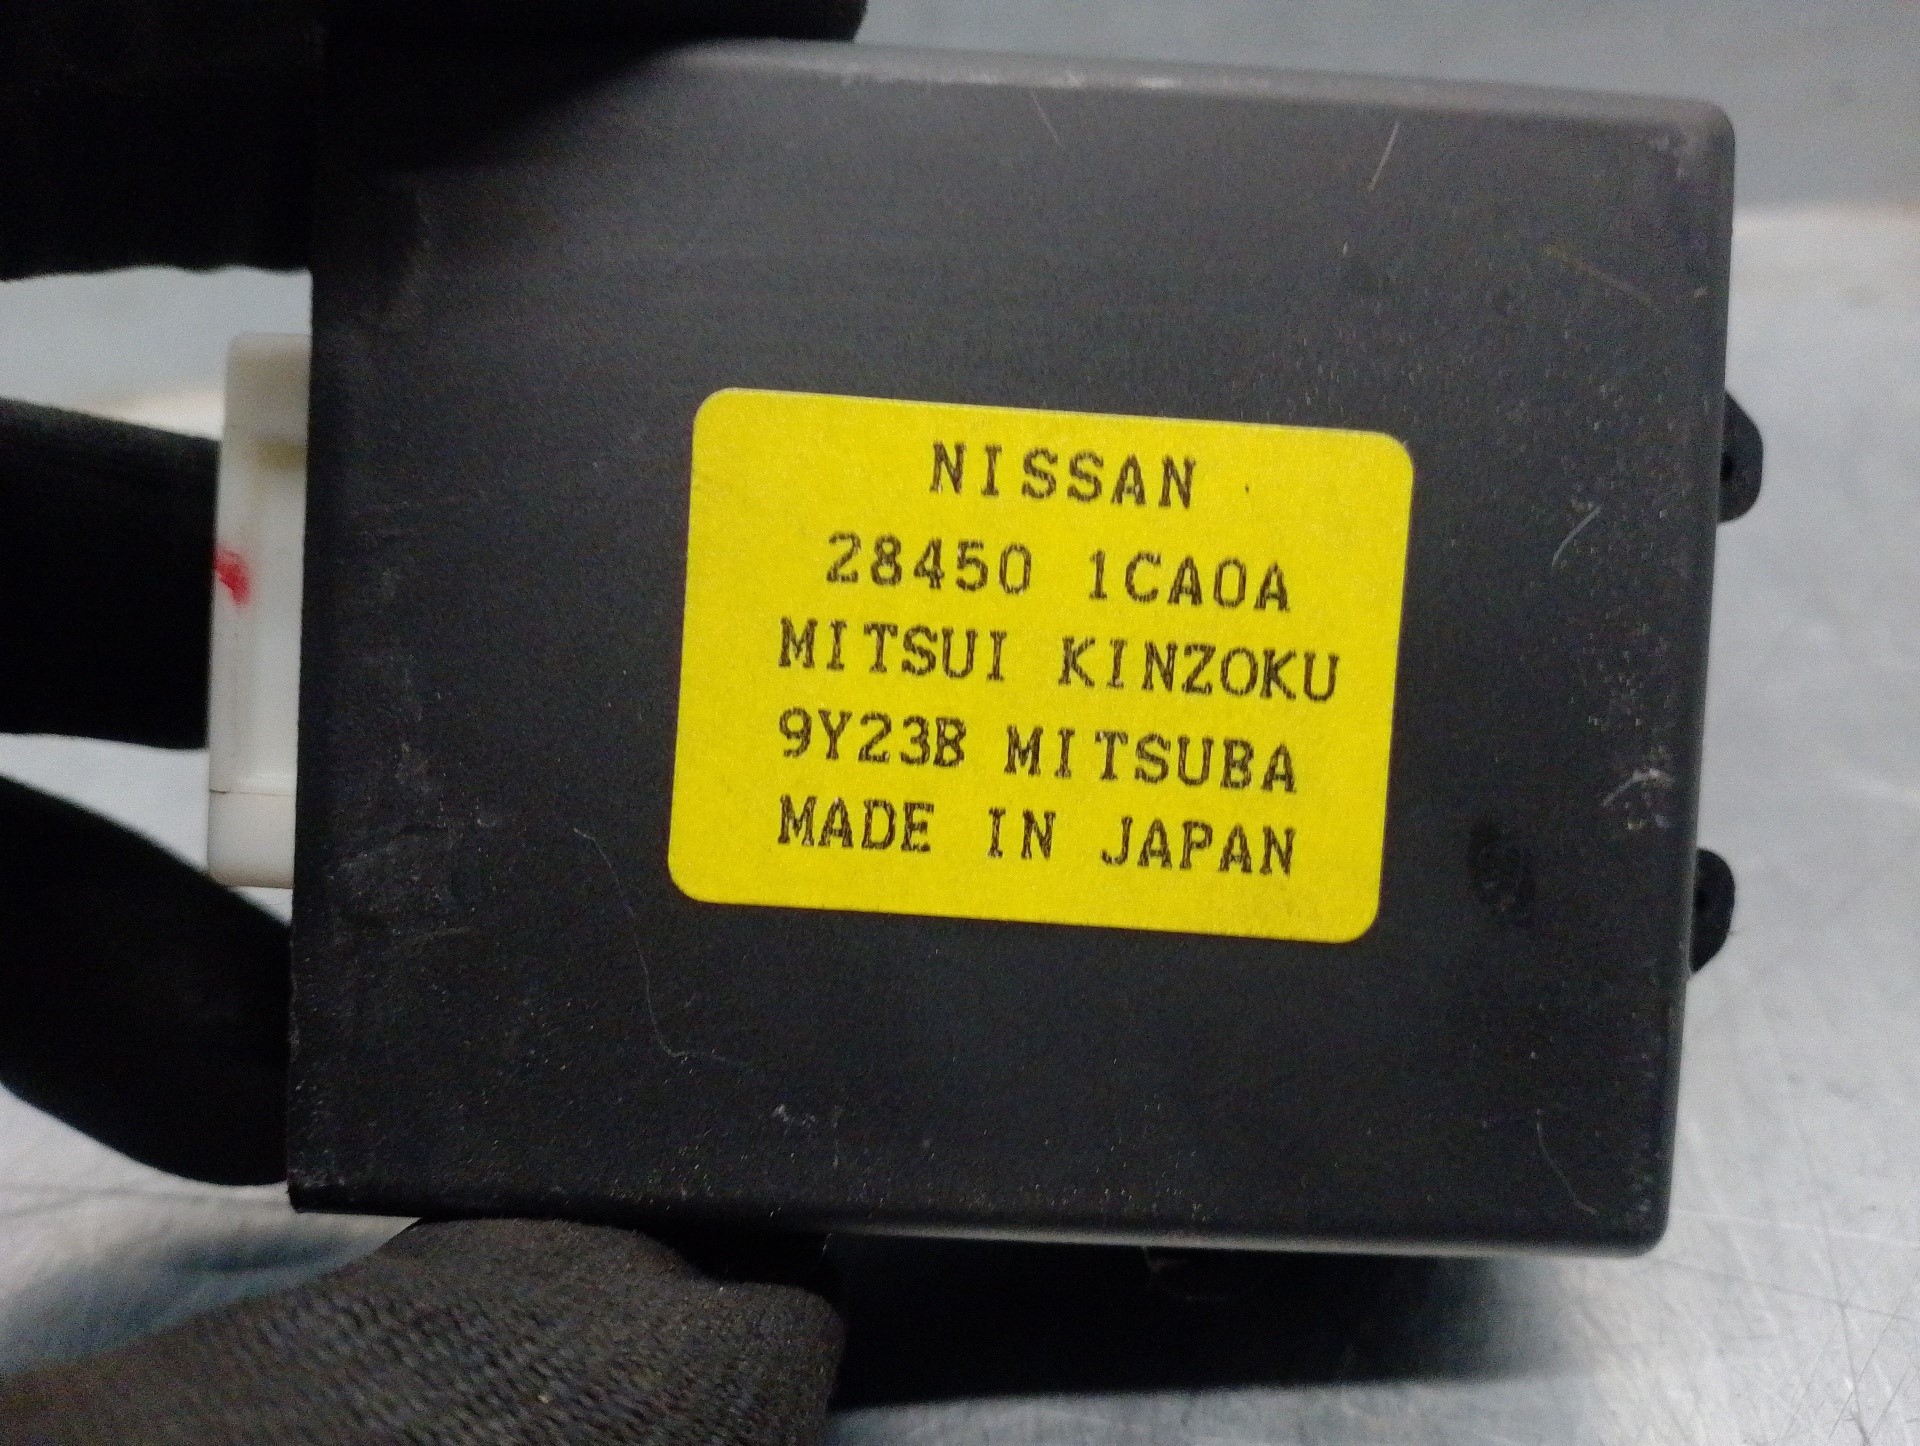 NISSAN
28450 1CA0A
MITSUI KINZOKU
9Y23B MITSUBA
MADE IN JAPAN